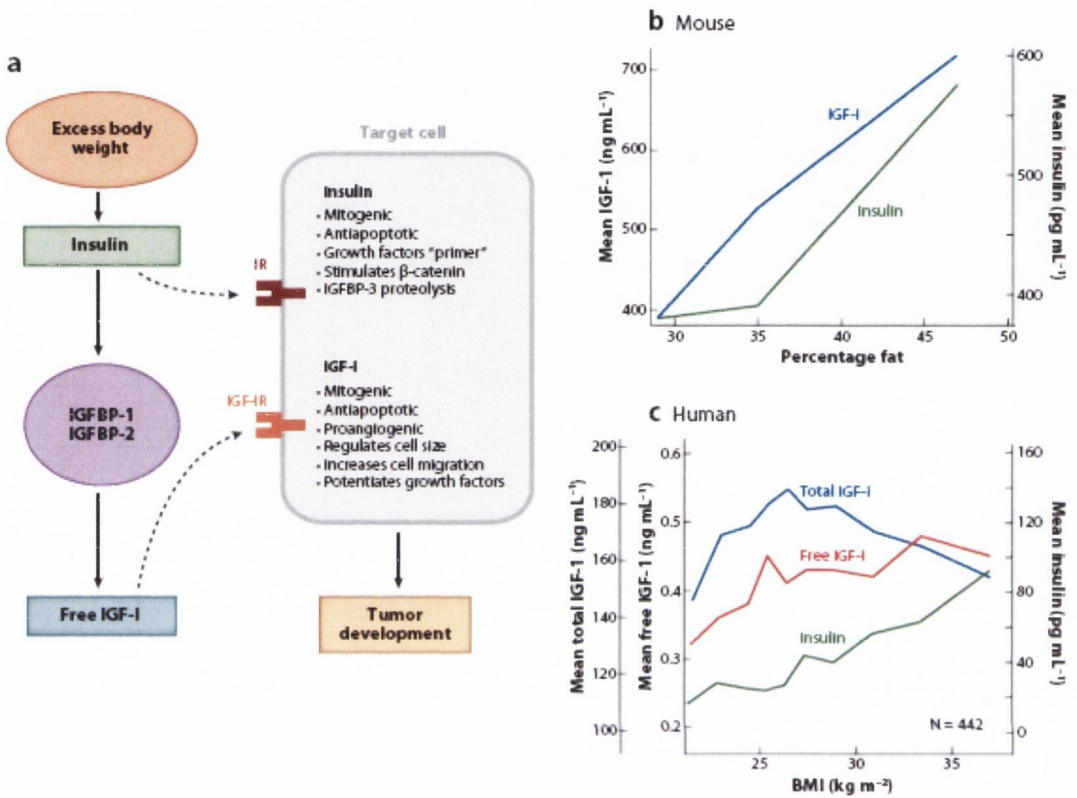 a
Excess body
weight
Insulin
IGFBP-1
IGFBP-2
Free IGF-I
Target cell
IR
Insulin
• Mitogenic
• Antiapoptotic
• Growth factors "primer"
• Stimulates β-catenin
• IGFBP-3 proteolysis
IGF-IR
IGF-I
• Mitogenic
• Antiapoptotic
• Proangiogenic
• Regulates cell size
• Increases cell migration
• Potentiates growth factors
Tumor
development
b Mouse
Mean IGF-1 (ng mL⁻¹)
700
600
500
400
IGF-I
Insulin
600
500
400
Mean insulin (pg mL⁻¹)
30 35 40 45 50
Percentage fat
c Human
Mean total IGF-1 (ng mL⁻¹)
200
180
160
140
120
100
Mean free IGF-1 (ng mL⁻¹)
0.6
0.5
0.4
0.3
0.2
Total IGF-I
Free IGF-I
Insulin
N = 442
160
120
80
40
0
Mean insulin (pg mL⁻¹)
25 30 35
BMI (kg m⁻²)